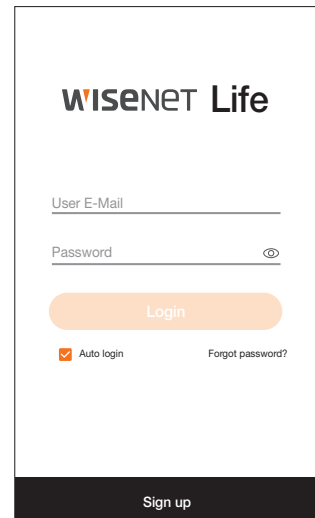 WISENET Life
User E-Mail
Password
Login
Auto login Forgot password?
Sign up